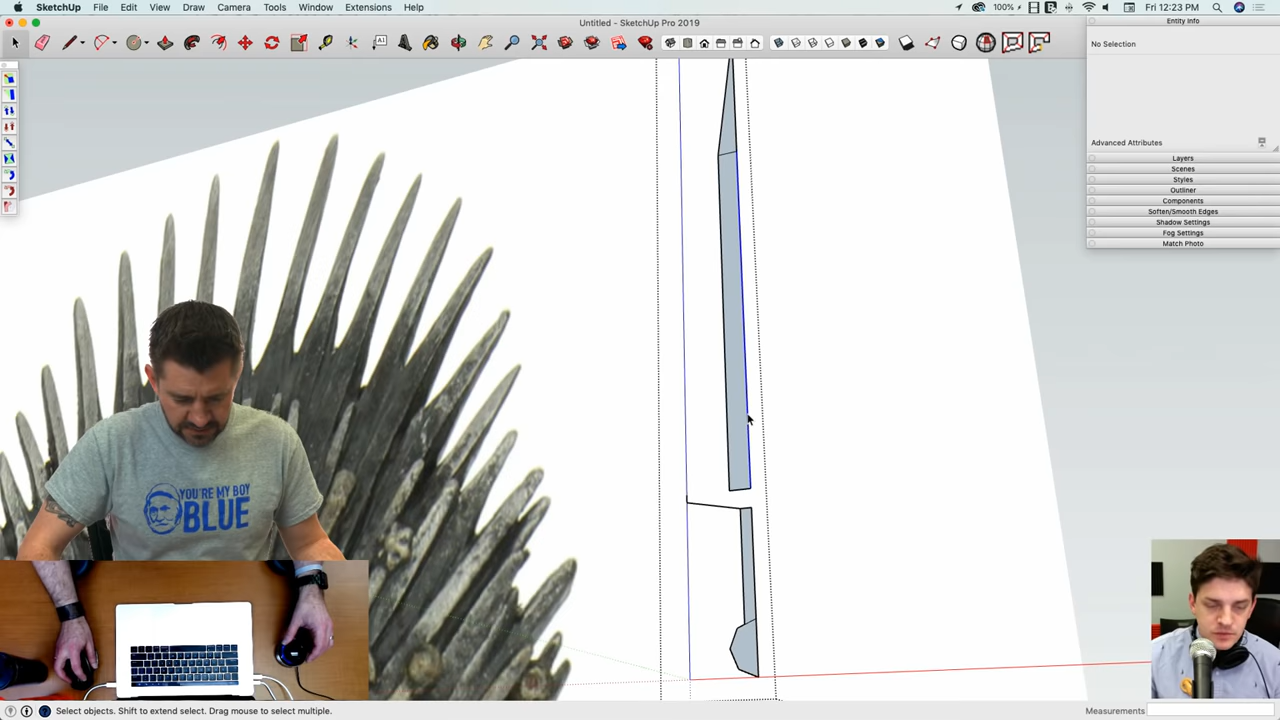 SketchUp File Edit View Draw Camera Tools Window Extensions Help 100% Fri 12:23 PM
Untitled - SketchUp Pro 2019
Entity Info
No Selection
Advanced Attributes
Layers
Scenes
Styles
Outliner
Components
Soften/Smooth Edges
Shadow Settings
Fog Settings
Match Photo
YOU'RE MY BOY
BLUE
Select objects. Shift to extend select. Drag mouse to select multiple.
Measurements